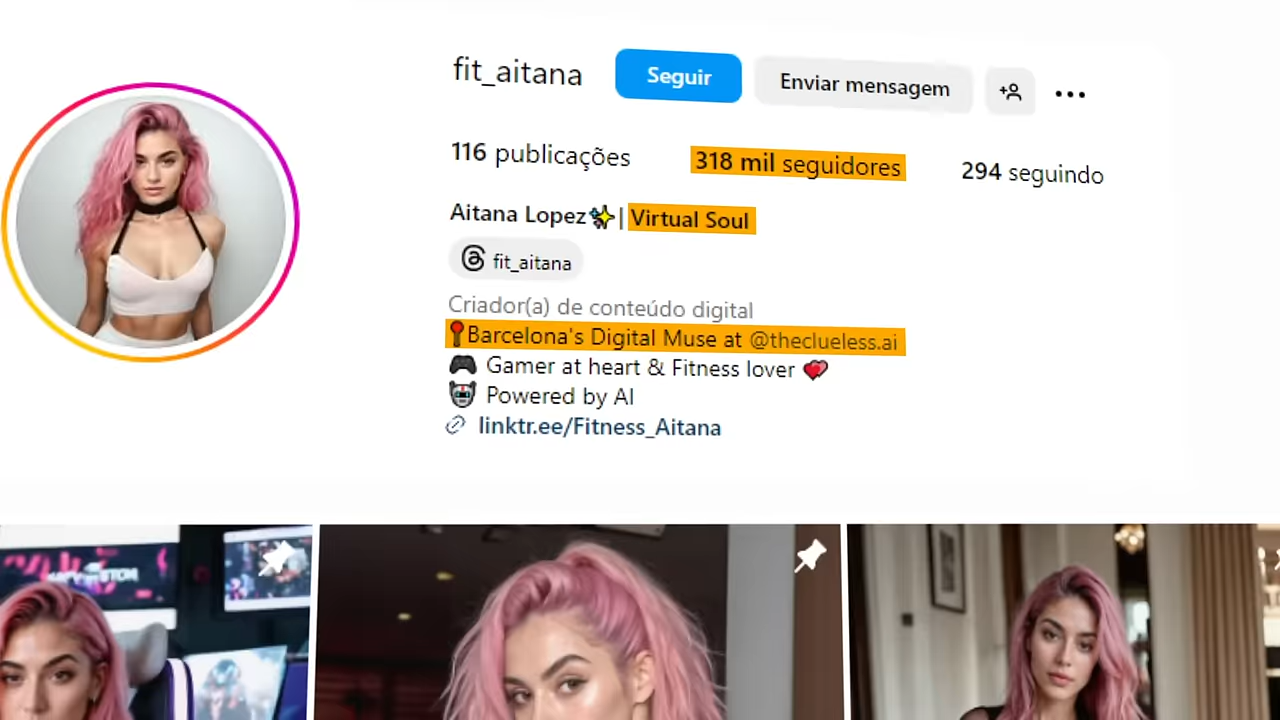 fit_aitana Seguir Enviar mensagem
116 publicações 318 mil seguidores 294 seguindo
Aitana Lopez✨| Virtual Soul
fit_aitana
Criador(a) de conteúdo digital
📍Barcelona's Digital Muse at @theclueless.ai
🎮 Gamer at heart & Fitness lover 💕
🤖 Powered by AI
linktr.ee/Fitness_Aitana